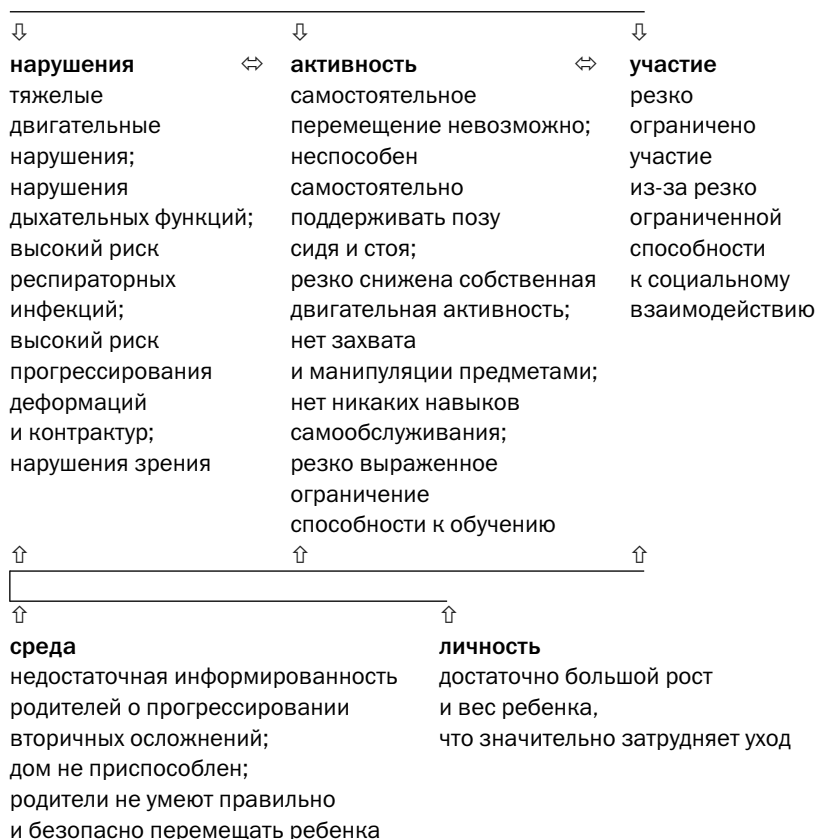 нарушения
тяжелые
двигательные
нарушения;
нарушения
дыхательных функций;
высокий риск
респираторных
инфекций;
высокий риск
прогрессирования
деформаций
и контрактур;
нарушения зрения
активность
самостоятельное
перемещение невозможно;
неспособен
самостоятельно
поддерживать позу
сидя и стоя;
резко снижена собственная
двигательная активность;
нет захвата
и манипуляции предметами;
нет никаких навыков
самообслуживания;
резко выраженное
ограничение
способности к обучению
участие
резко
ограничено
участие
из-за резко
ограниченной
способности
к социальному
взаимодействию
среда
недостаточная информированность
родителей о прогрессировании
вторичных осложнений;
дом не приспособлен;
родители не умеют правильно
и безопасно перемещать ребенка
личность
достаточно большой рост
и вес ребенка,
что значительно затрудняет уход